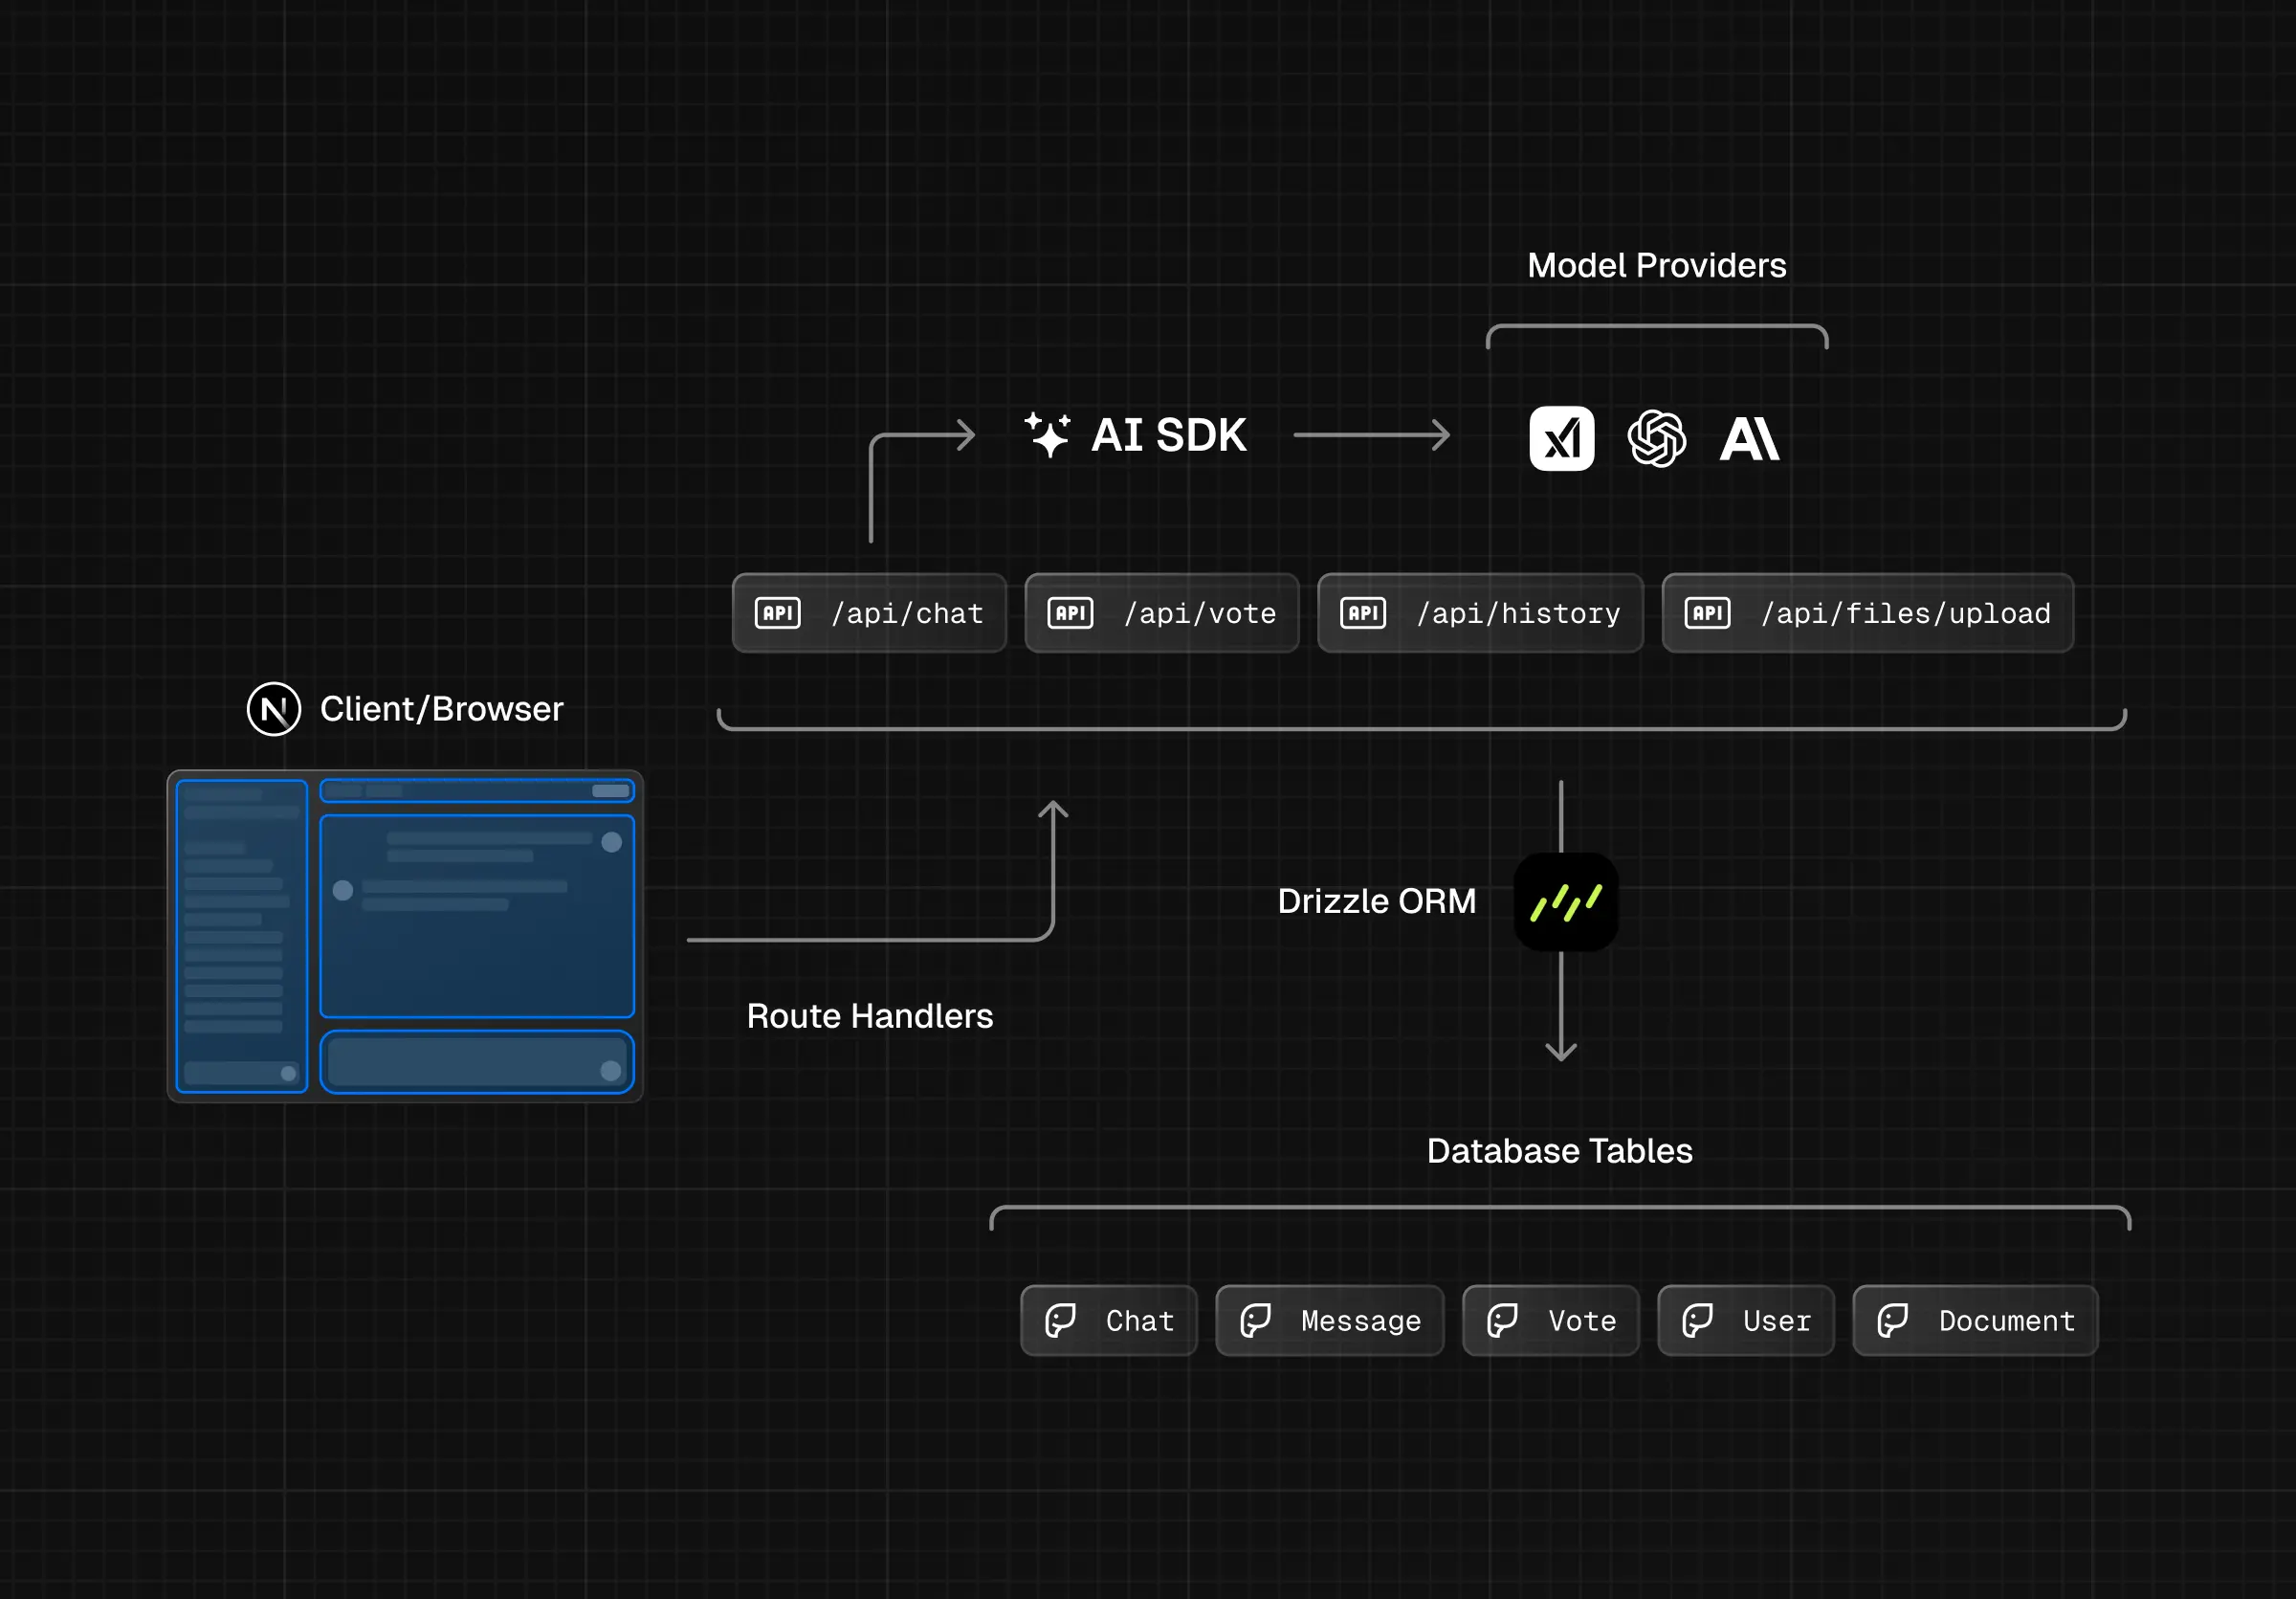 Model Providers
AI SDK
API /api/chat
API /api/vote
API /api/history
API /api/files/upload
N Client/Browser
Drizzle ORM
Route Handlers
Database Tables
Chat
Message
Vote
User
Document